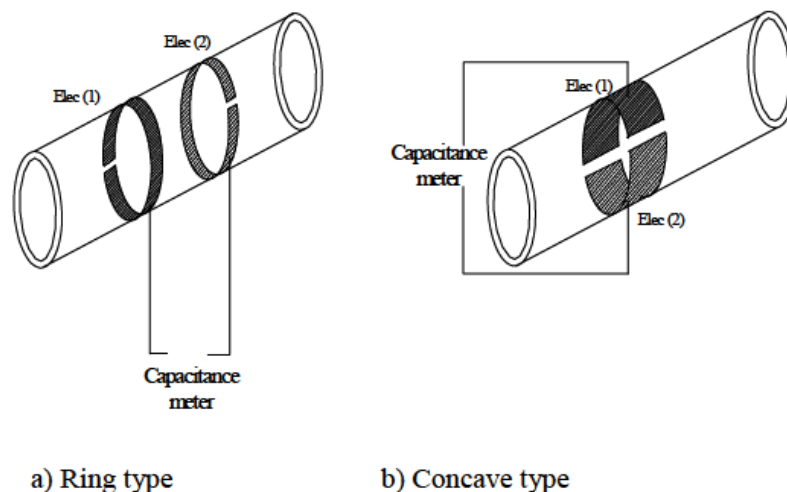 Elec (2)
Elec (1)
Capacitance
meter
a) Ring type
Elec (1)
Capacitance
meter
Elec (2)
b) Concave type